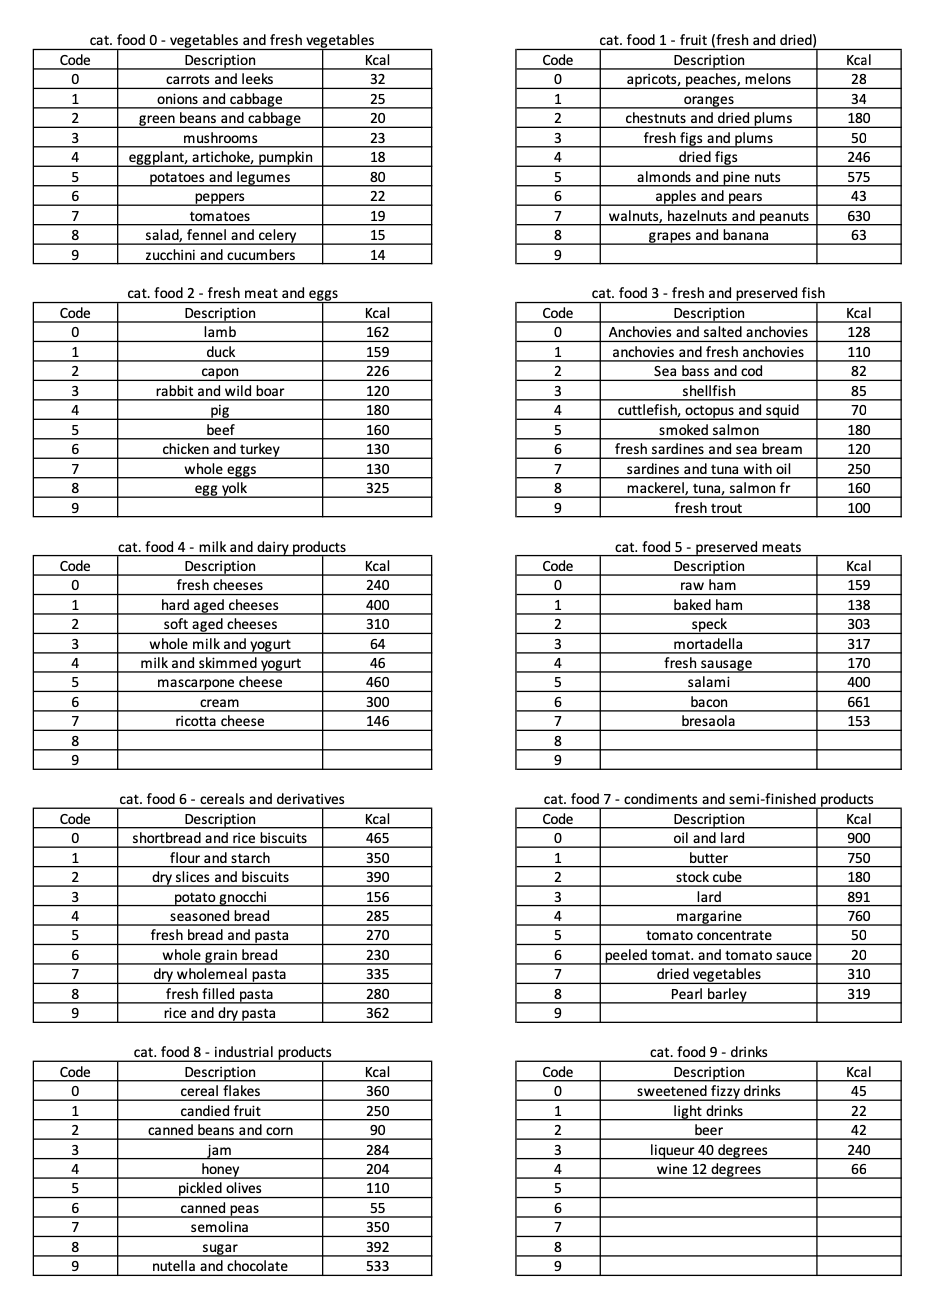 cat. food 0 - vegetables and fresh vegetables
Code Description Kcal
0 carrots and leeks 32
1 onions and cabbage 25
2 green beans and cabbage 20
3 mushrooms 23
4 eggplant, artichoke, pumpkin 18
5 potatoes and legumes 80
6 peppers 22
7 tomatoes 19
8 salad, fennel and celery 15
9 zucchini and cucumbers 14
cat. food 1 - fruit (fresh and dried)
Code Description Kcal
0 apricots, peaches, melons 28
1 oranges 34
2 chestnuts and dried plums 180
3 fresh figs and plums 50
4 dried figs 246
5 almonds and pine nuts 575
6 apples and pears 43
7 walnuts, hazelnuts and peanuts 630
8 grapes and banana 63
9
cat. food 2 - fresh meat and eggs
Code Description Kcal
0 lamb 162
1 duck 159
2 capon 226
3 rabbit and wild boar 120
4 pig 180
5 beef 160
6 chicken and turkey 130
7 whole eggs 130
8 egg yolk 325
9
cat. food 3 - fresh and preserved fish
Code Description Kcal
0 Anchovies and salted anchovies 128
1 anchovies and fresh anchovies 110
2 Sea bass and cod 82
3 shellfish 85
4 cuttlefish, octopus and squid 70
5 smoked salmon 180
6 fresh sardines and sea bream 120
7 sardines and tuna with oil 250
8 mackerel, tuna, salmon fr 160
9 fresh trout 100
cat. food 4 - milk and dairy products
Code Description Kcal
0 fresh cheeses 240
1 hard aged cheeses 400
2 soft aged cheeses 310
3 whole milk and yogurt 64
4 milk and skimmed yogurt 46
5 mascarpone cheese 460
6 cream 300
7 ricotta cheese 146
8
9
cat. food 5 - preserved meats
Code Description Kcal
0 raw ham 159
1 baked ham 138
2 speck 303
3 mortadella 317
4 fresh sausage 170
5 salami 400
6 bacon 661
7 bresaola 153
8
9
cat. food 6 - cereals and derivatives
Code Description Kcal
0 shortbread and rice biscuits 465
1 flour and starch 350
2 dry slices and biscuits 390
3 potato gnocchi 156
4 seasoned bread 285
5 fresh bread and pasta 270
6 whole grain bread 230
7 dry wholemeal pasta 335
8 fresh filled pasta 280
9 rice and dry pasta 362
cat. food 7 - condiments and semi-finished products
Code Description Kcal
0 oil and lard 900
1 butter 750
2 stock cube 180
3 lard 891
4 margarine 760
5 tomato concentrate 50
6 peeled tomat. and tomato sauce 20
7 dried vegetables 310
8 Pearl barley 319
9
cat. food 8 - industrial products
Code Description Kcal
0 cereal flakes 360
1 candied fruit 250
2 canned beans and corn 90
3 jam 284
4 honey 204
5 pickled olives 110
6 canned peas 55
7 semolina 350
8 sugar 392
9 nutella and chocolate 533
cat. food 9 - drinks
Code Description Kcal
0 sweetened fizzy drinks 45
1 light drinks 22
2 beer 42
3 liqueur 40 degrees 240
4 wine 12 degrees 66
5
6
7
8
9